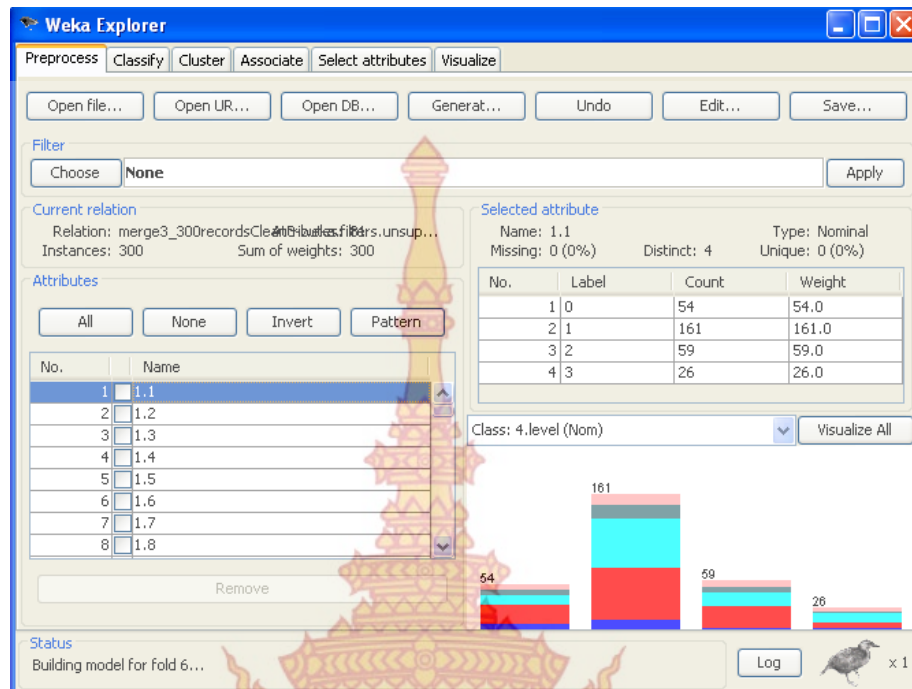 Weka Explorer
Preprocess Classify Cluster Associate Select attributes Visualize
Open file... Open UR... Open DB... Generat... Undo Edit... Save...
Filter
Choose None Apply
Current relation
Relation: merge3_300recordsClean
Instances: 300 Sum of weights: 300
Selected attribute
Name: 1.1 Type: Nominal
Missing: 0 (0%) Distinct: 4 Unique: 0 (0%)
No. Label Count Weight
1 0 54 54.0
2 1 161 161.0
3 2 59 59.0
4 3 26 26.0
Attributes
All None Invert Pattern
No. Name
1 1.1
2 1.2
3 1.3
4 1.4
5 1.5
6 1.6
7 1.7
8 1.8
Remove
Class: 4.level (Nom) Visualize All
54
161
59
26
Status
Building model for fold 6...
Log x 1